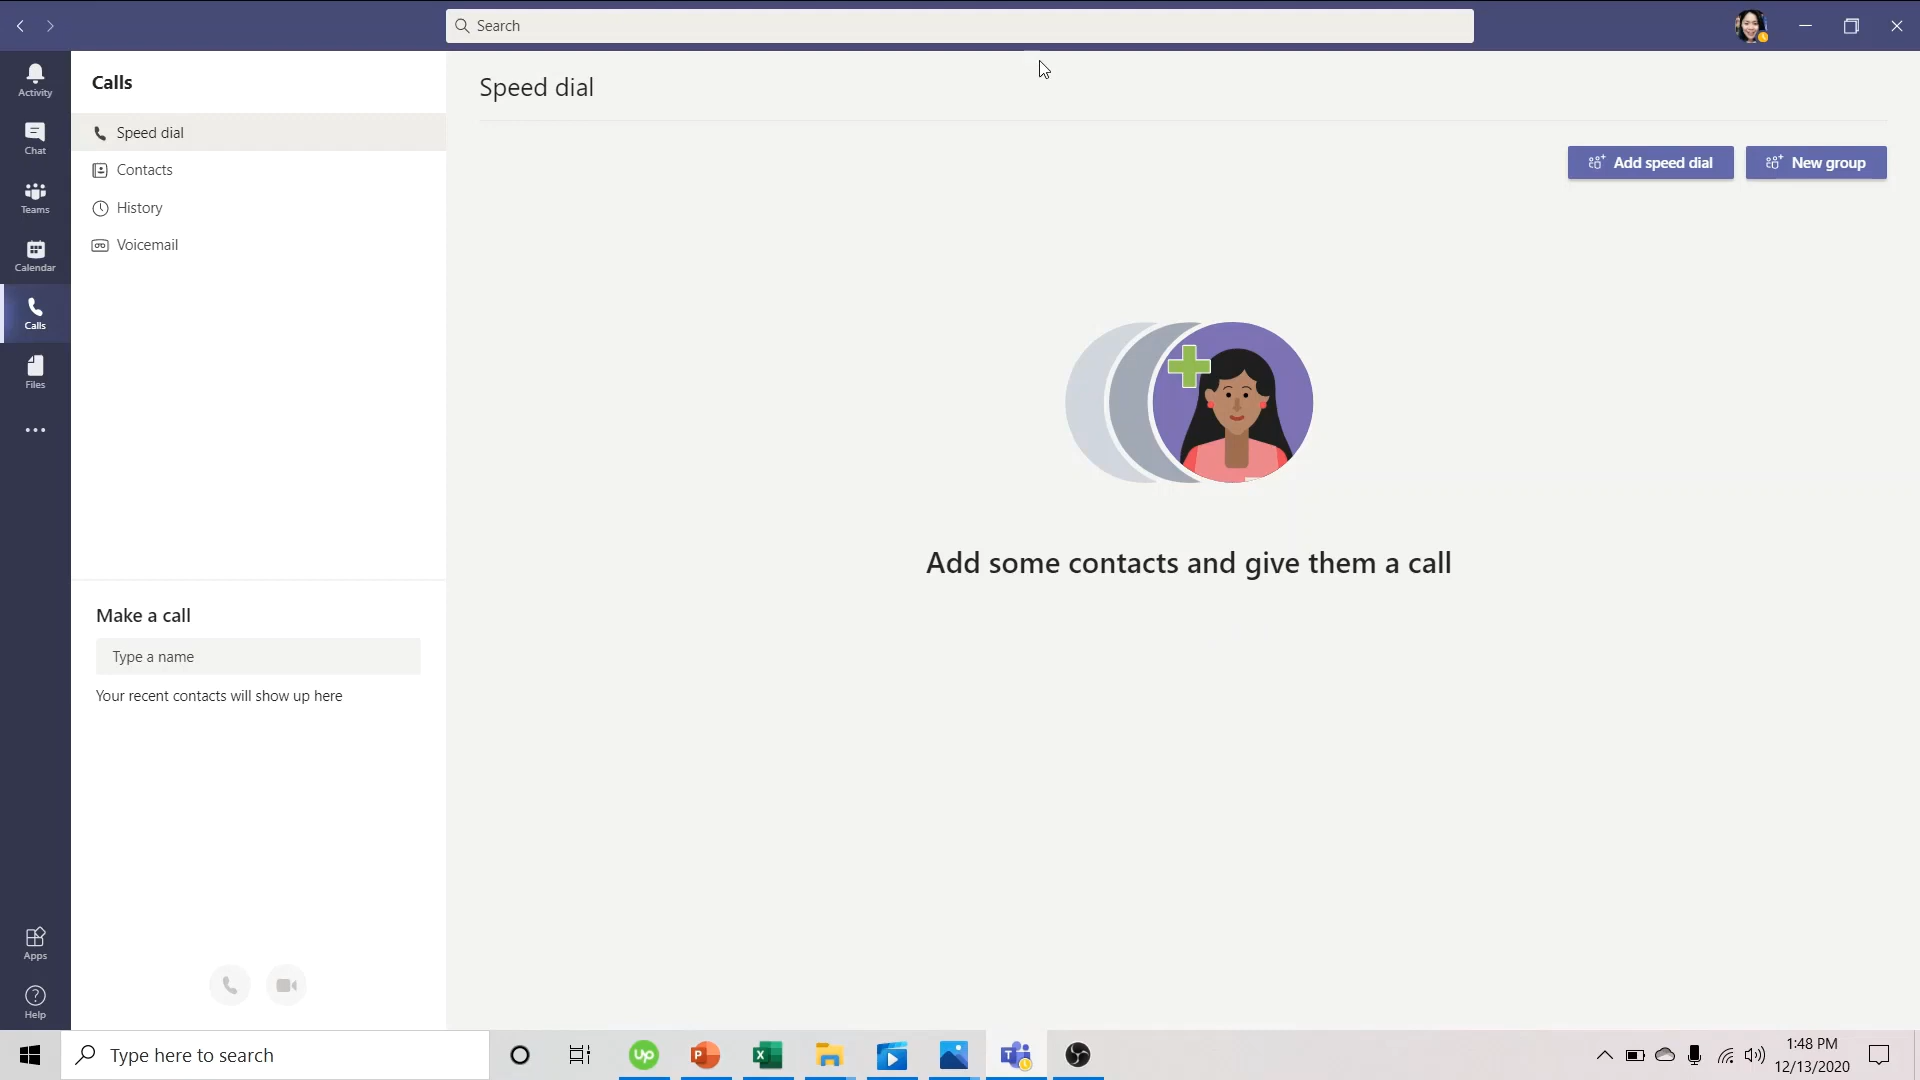 Search
Activity
Chat
Teams
Calendar
Calls
Files
Apps
Help
Calls
Speed dial
Contacts
History
Voicemail
Make a call
Type a name
Your recent contacts will show up here
Speed dial
Add speed dial
New group
Add some contacts and give them a call
Type here to search
up
P
X
T
1:48 PM
12/13/2020